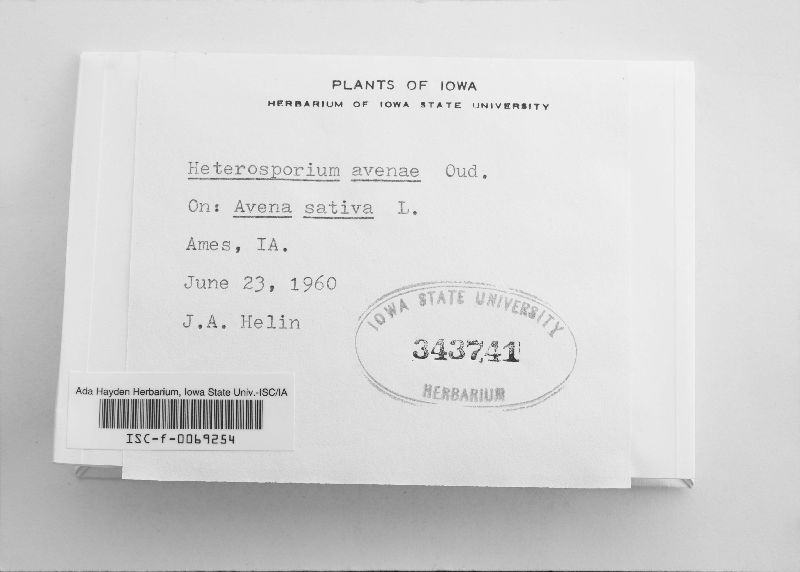 PLANTS OF IOWA
HERBARIUM OF IOWA STATE UNIVERSITY
Heterosporium avenae Oud.
On: Avena sativa L.
Ames, IA.
June 23, 1960
J.A. Helin
IOWA STATE UNIVERSITY
343741
HERBARIUM
Ada Hayden Herbarium, Iowa State Univ.-ISC/IA
ISC-f-0069254